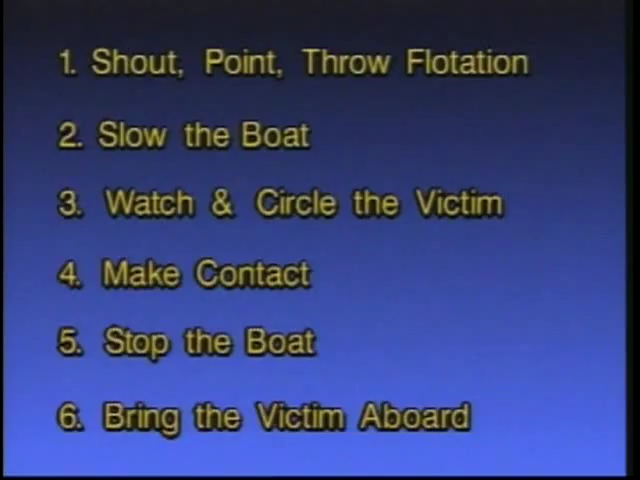 1. Shout, Point, Throw Flotation
2. Slow the Boat
3. Watch & Circle the Victim
4. Make Contact
5. Stop the Boat
6. Bring the Victim Aboard